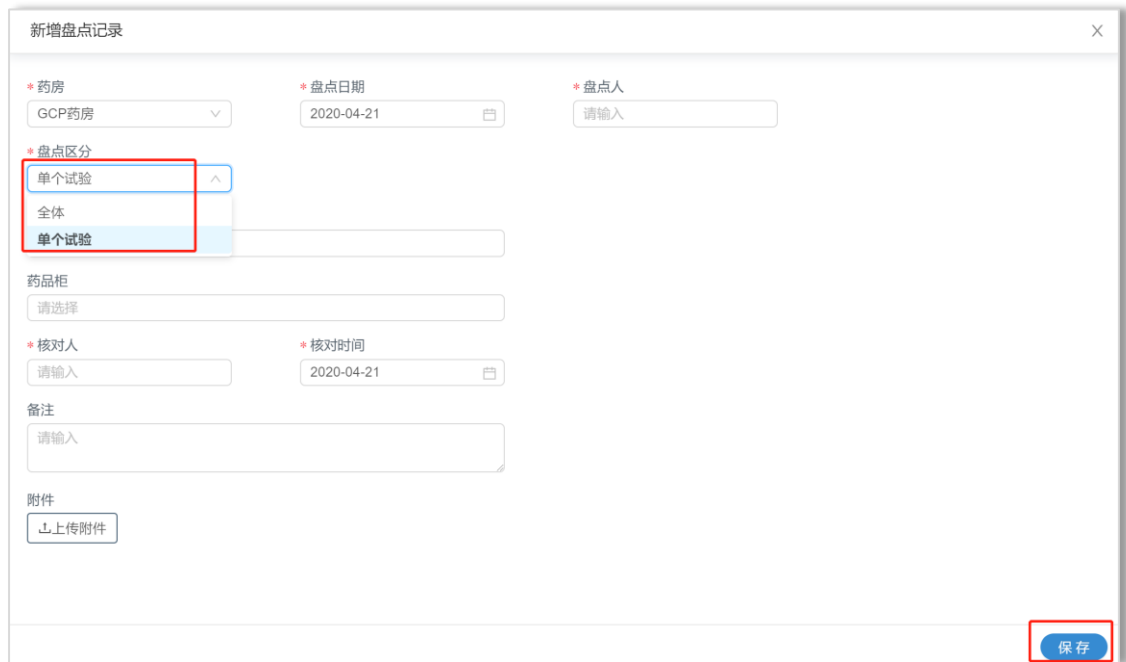 新增盘点记录
* 药房 * 盘点日期 * 盘点人
GCP药房 2020-04-21 请输入
* 盘点区分
单个试验
全体
单个试验
药品柜
请选择
* 核对人 * 核对时间
请输入 2020-04-21
备注
请输入
附件
上传附件
保存